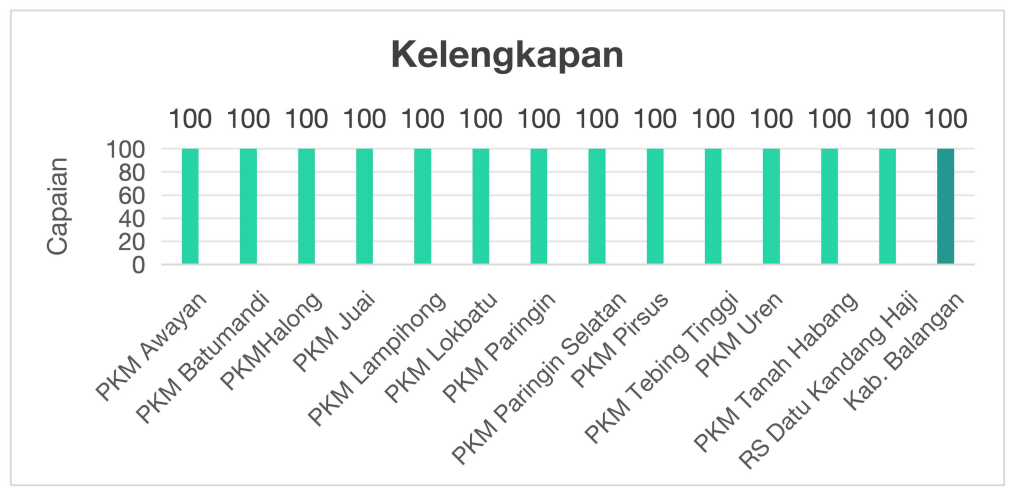 Kelengkapan
100 100 100 100 100 100 100 100 100 100 100 100 100 100
Capaian
100
80
60
40
20
0
PKM Awayan
PKM Batumandi
PKMHalong
PKM Juai
PKM Lampihong
PKM Lokbatu
PKM Paringin
PKM Paringin Selatan
PKM Pirsus
PKM Tebing Tinggi
PKM Uren
PKM Tanah Habang
RS Datu Kandang Haji
Kab. Balangan